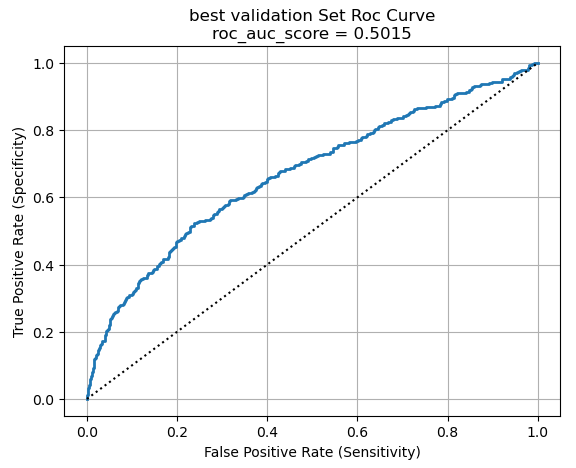 best validation Set Roc Curve
roc_auc_score = 0.5015
True Positive Rate (Specificity)
1.0
0.8
0.6
0.4
0.2
0.0
0.0 0.2 0.4 0.6 0.8 1.0
False Positive Rate (Sensitivity)